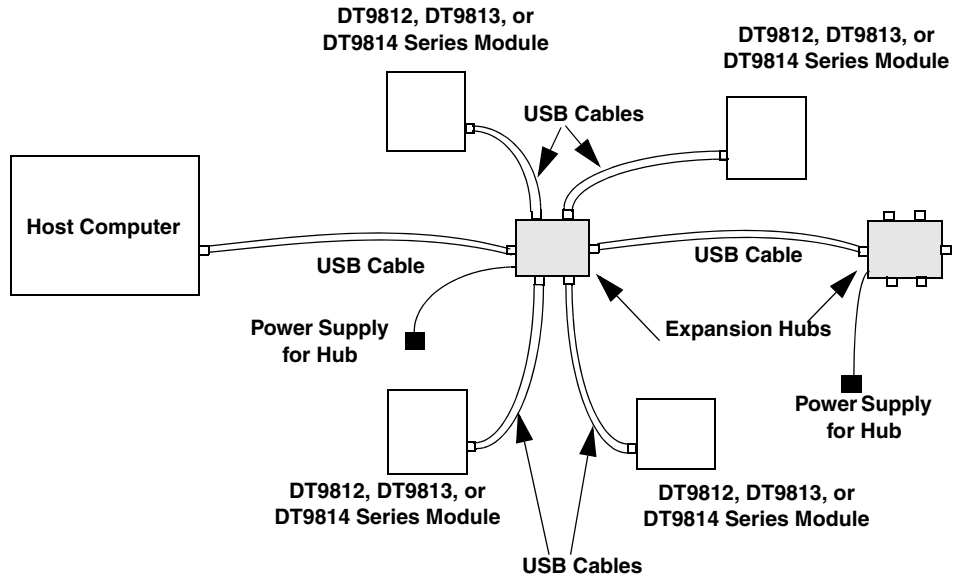 DT9812, DT9813, or
DT9814 Series Module
DT9812, DT9813, or
DT9814 Series Module
USB Cables
Host Computer
USB Cable
USB Cable
Power Supply
for Hub
Expansion Hubs
Power Supply
for Hub
DT9812, DT9813, or
DT9814 Series Module
DT9812, DT9813, or
DT9814 Series Module
USB Cables